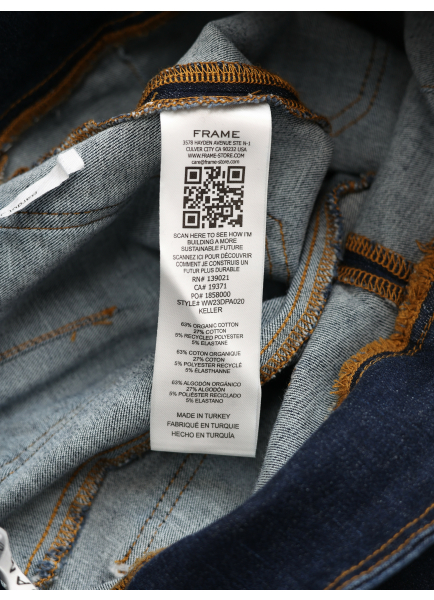 FRAME
3578 HAYDEN AVENUE STE N-1
CULVER CITY CA 90232 USA
WWW.FRAME-STORE.COM
care@frame-store.com
SCAN HERE TO SEE HOW I'M
BUILDING A MORE
SUSTAINABLE FUTURE
SCANNEZ ICI POUR DÉCOUVRIR
COMMENT JE CONSTRUIS UN
FUTUR PLUS DURABLE
RN# 139021
CA# 19371
PO# 1858000
STYLE# WW23DPA020
KELLER
63% ORGANIC COTTON
27% COTTON
5% RECYCLED POLYESTER
5% ELASTANE
63% COTON ORGANIQUE
27% COTON
5% POLYESTER RECICLADO
5% ÉLASTHANNE
63% ALGODÓN ORGÁNICO
27% ALGODÓN
5% POLIÉSTER RECICLADO
5% ELASTANO
MADE IN TURKEY
FABRIQUÉ EN TURQUIE
HECHO EN TURQUÍA